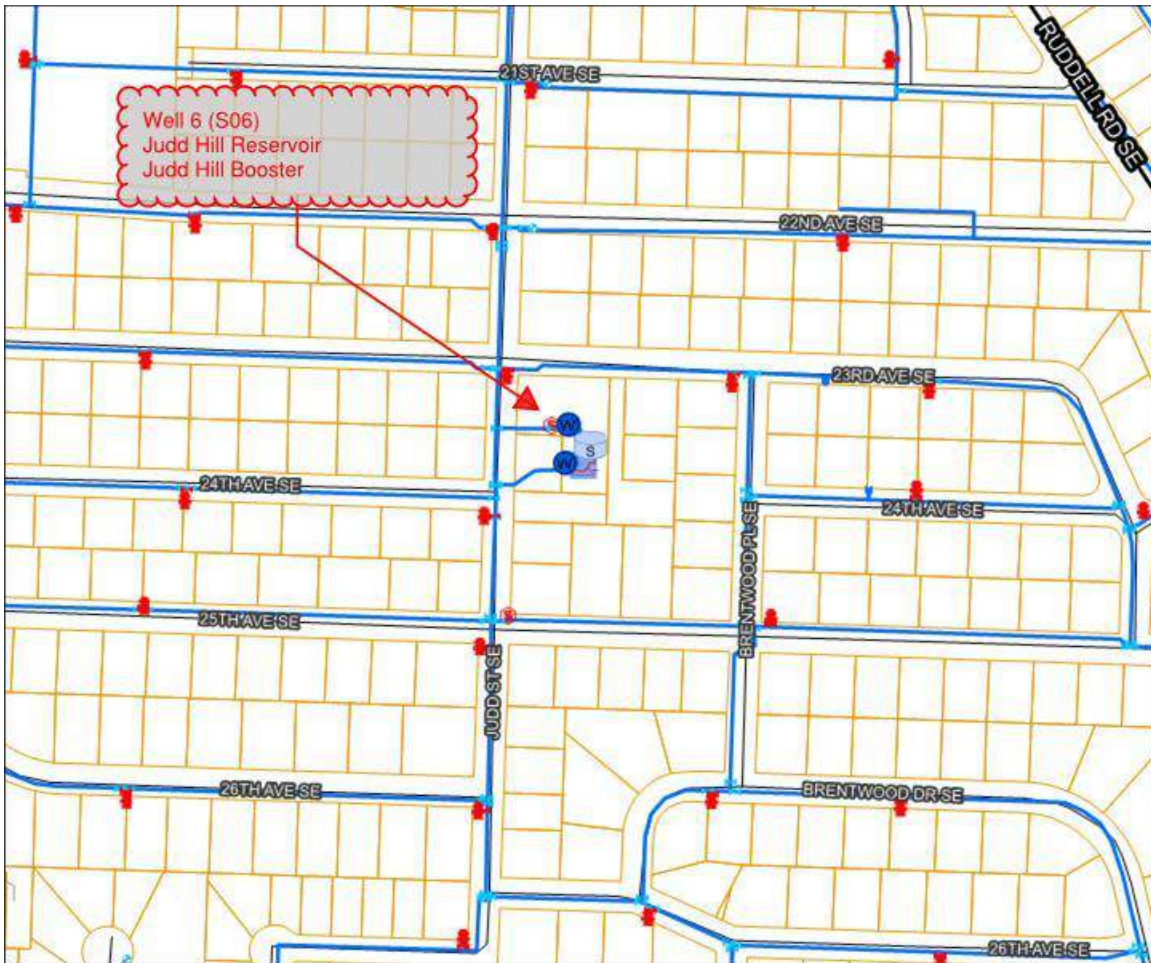 RUDDELL RD SE
21ST AVE SE
Well 6 (S06)
Judd Hill Reservoir
Judd Hill Booster
22ND AVE SE
23RD AVE SE
S
W
S
W
24TH AVE SE
24TH AVE SE
BRENTWOOD PL SE
25TH AVE SE
S
JUDD ST SE
26TH AVE SE
BRENTWOOD DR SE
26TH AVE SE